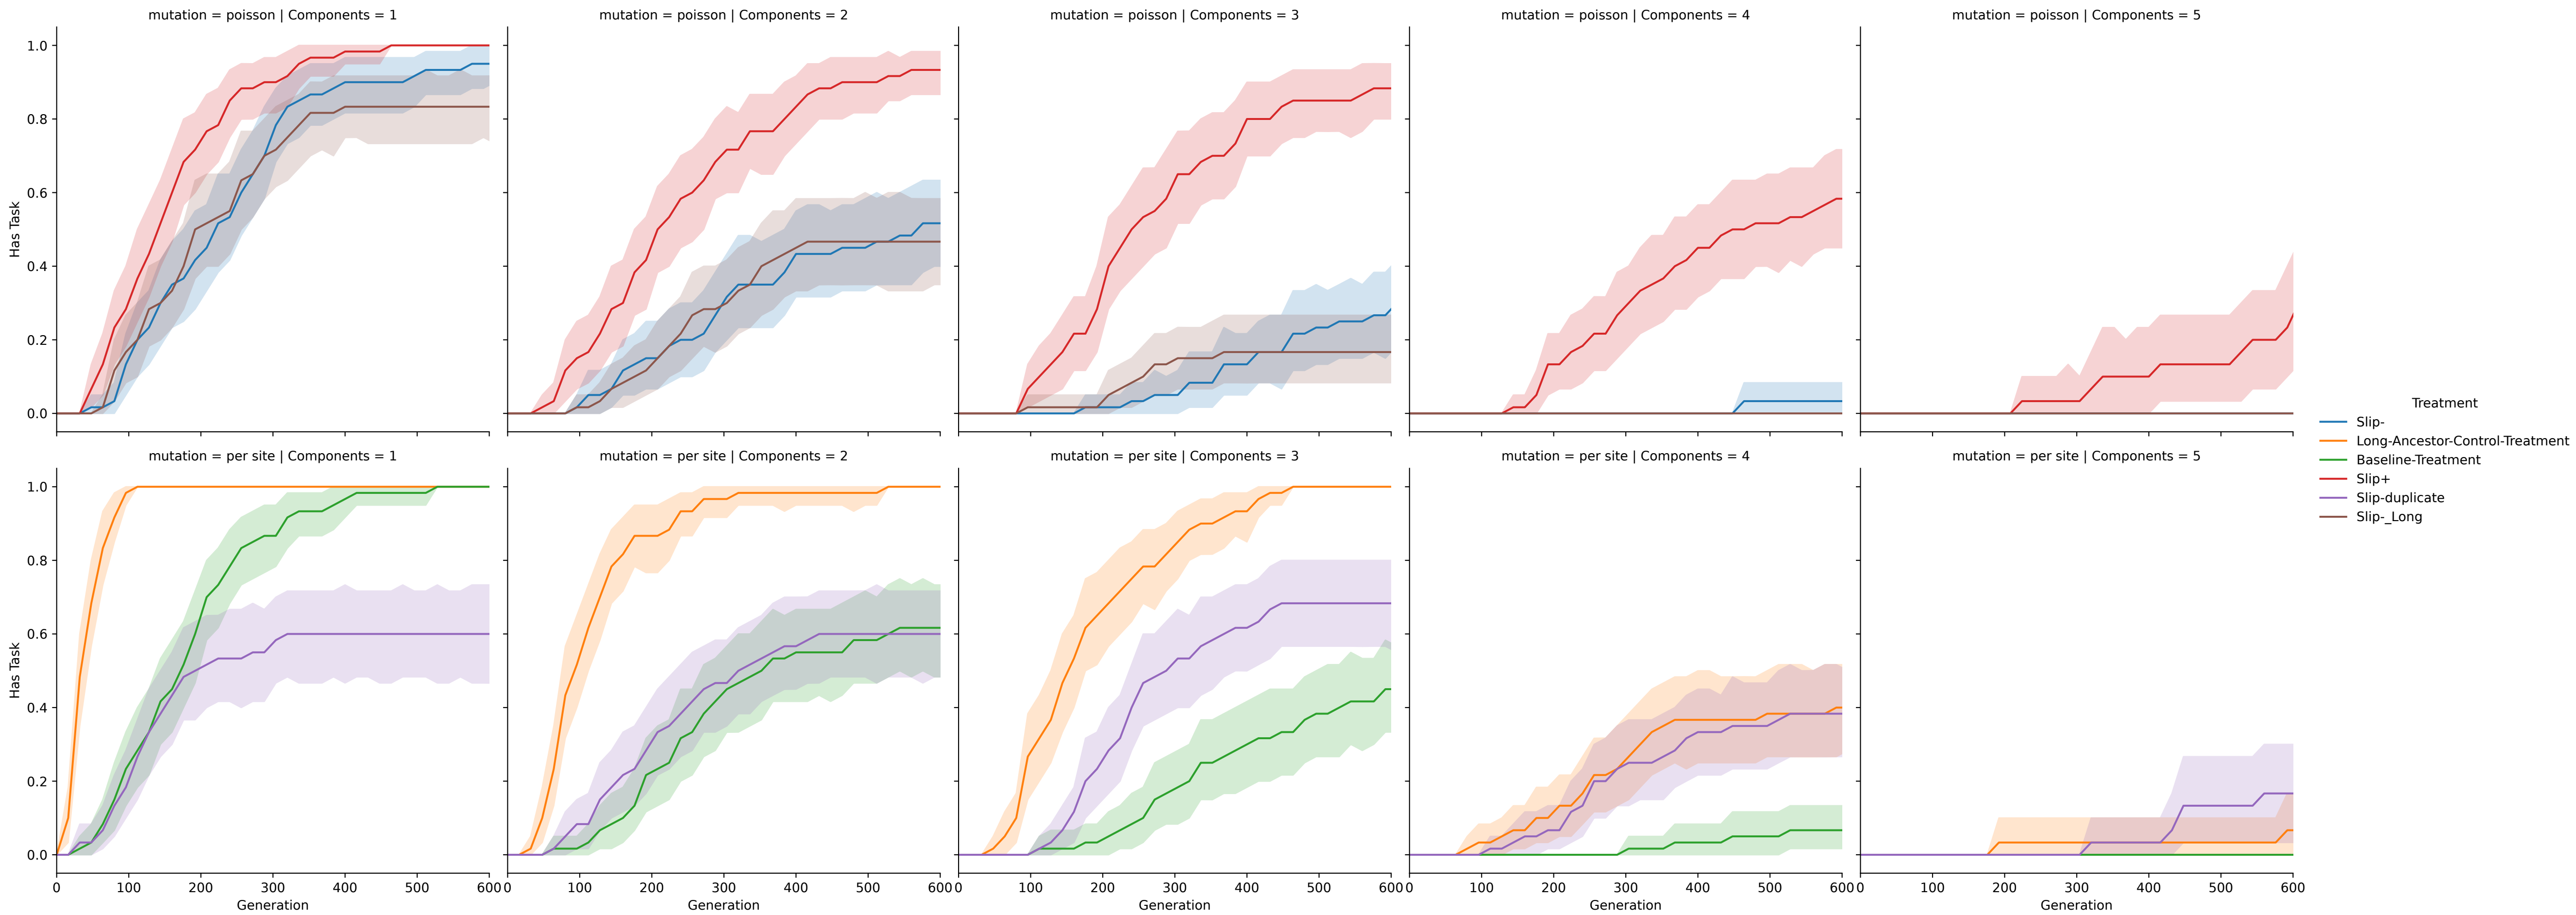 mutation = poisson | Components = 1
mutation = poisson | Components = 2
mutation = poisson | Components = 3
mutation = poisson | Components = 4
mutation = poisson | Components = 5
1.0
0.8
0.6
0.4
0.2
0.0
Has Task
Treatment
Slip-
Long-Ancestor-Control-Treatment
Baseline-Treatment
Slip+
Slip-duplicate
Slip-_Long
mutation = per site | Components = 1
mutation = per site | Components = 2
mutation = per site | Components = 3
mutation = per site | Components = 4
mutation = per site | Components = 5
1.0
0.8
0.6
0.4
0.2
0.0
Has Task
0 100 200 300 400 500 600
0 100 200 300 400 500 600
0 100 200 300 400 500 600
0 100 200 300 400 500 600
0 100 200 300 400 500 600
Generation
Generation
Generation
Generation
Generation